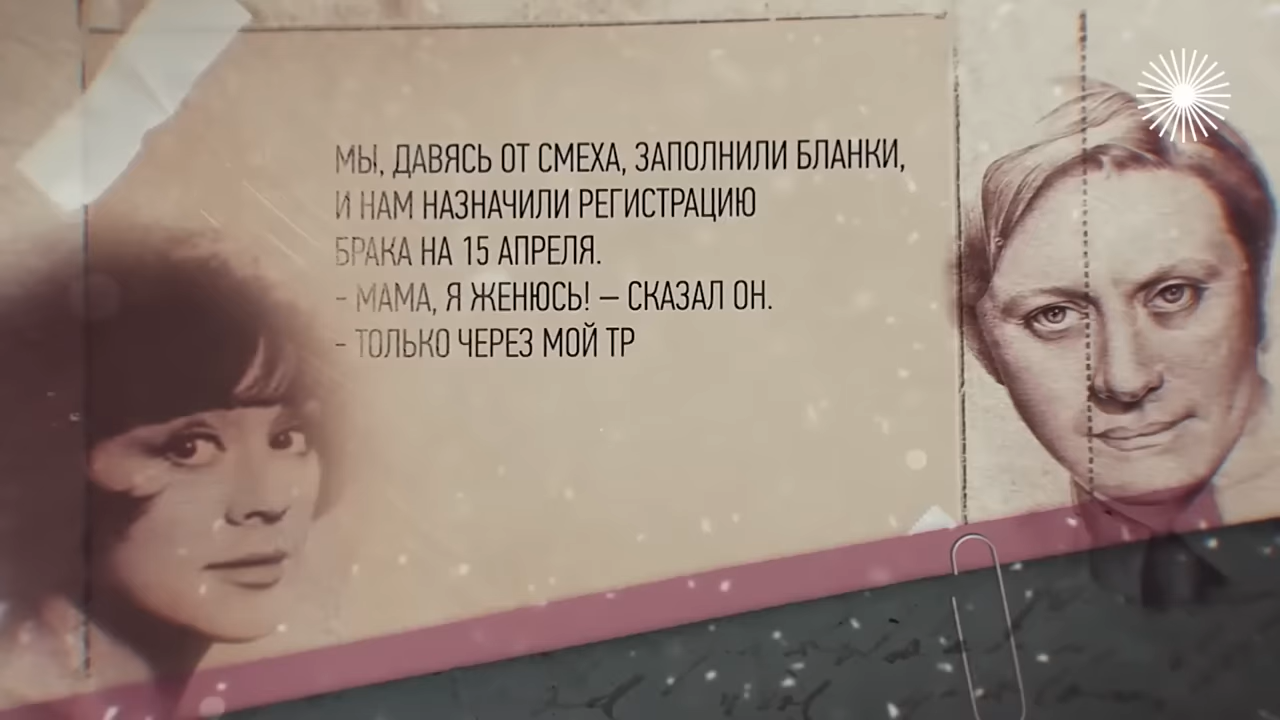 МЫ, ДАВЯСЬ ОТ СМЕХА, ЗАПОЛНИЛИ БЛАНКИ,
И НАМ НАЗНАЧИЛИ РЕГИСТРАЦИЮ
БРАКА НА 15 АПРЕЛЯ.
- МАМА, Я ЖЕНЮСЬ! – СКАЗАЛ ОН.
- ТОЛЬКО ЧЕРЕЗ МОЙ ТР